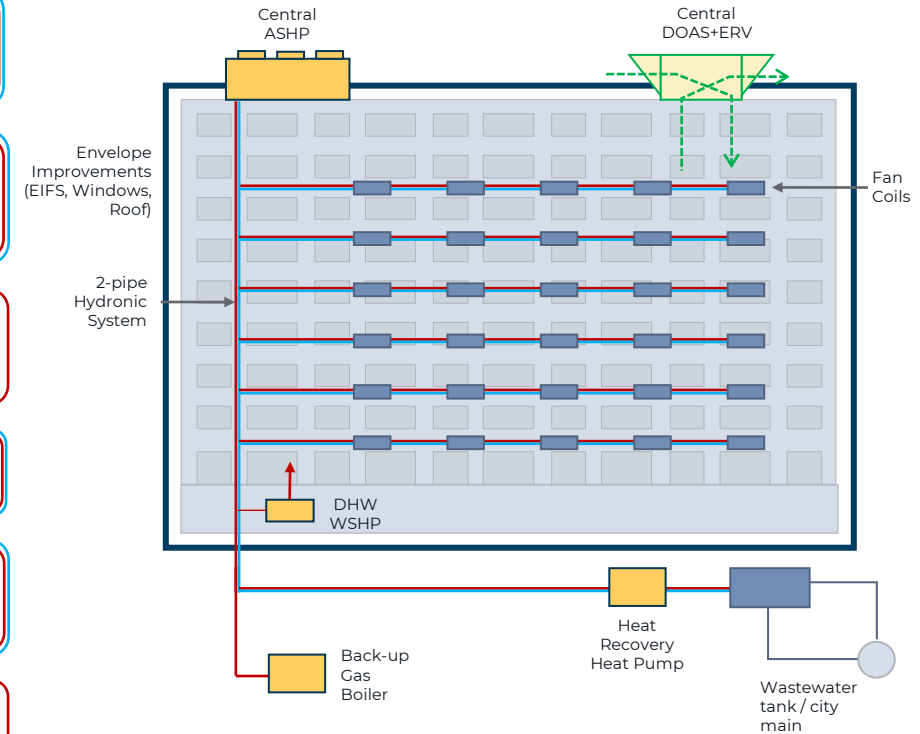 Central
ASHP
Central
DOAS+ERV
Envelope
Improvements
(EIFS, Windows,
Roof)
Fan
Coils
2-pipe
Hydronic
System
DHW
WSHP
Heat
Recovery
Heat Pump
Back-up
Gas
Boiler
Wastewater
tank / city
main